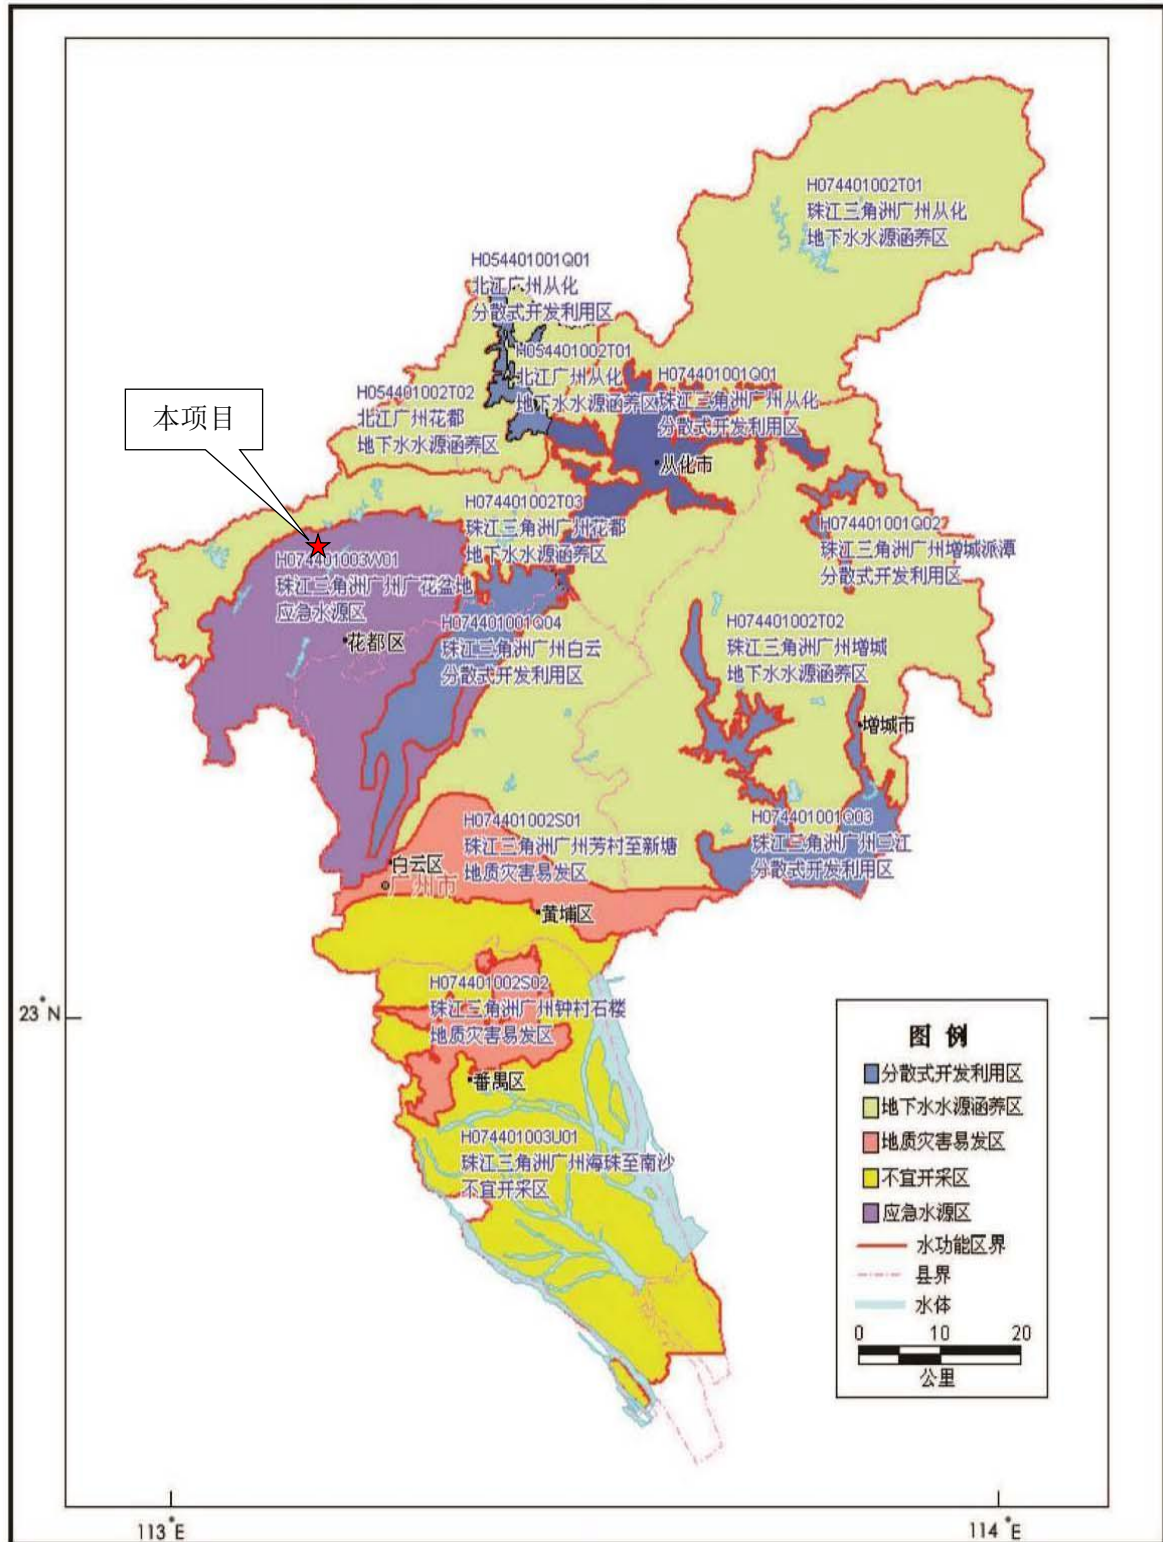 H074401002T01
珠江三角洲广州从化
地下水水源涵养区
H054401001Q01
北江广州从化
分散式开发利用区
H054401002T01
北江广州从化
地下水水源涵养区
H074401001Q01
珠江三角洲广州从化
分散式开发利用区
H054401002T02
北江广州花都
地下水水源涵养区
本项目
从化市
H074401002T03
珠江三角洲广州花都
地下水水源涵养区
H074401001Q02
珠江三角洲广州增城派潭
分散式开发利用区
H074401003W01
珠江三角洲广州广花盆地
应急水源区
花都区
H074401001Q04
珠江三角洲广州白云
分散式开发利用区
H074401002T02
珠江三角洲广州增城
地下水水源涵养区
增城市
H074401002S01
珠江三角洲广州芳村至新塘
地质灾害易发区
H074401001Q03
珠江三角洲广州三江
分散式开发利用区
白云区
广州市
黄埔区
H074401002S02
珠江三角洲广州钟村石楼
地质灾害易发区
番禺区
H074401003U01
珠江三角洲广州海珠至南沙
不宜开采区
23°N
图 例
分散式开发利用区
地下水水源涵养区
地质灾害易发区
不宜开采区
应急水源区
水功能区界
县界
水体
0 10 20
公里
113°E
114°E